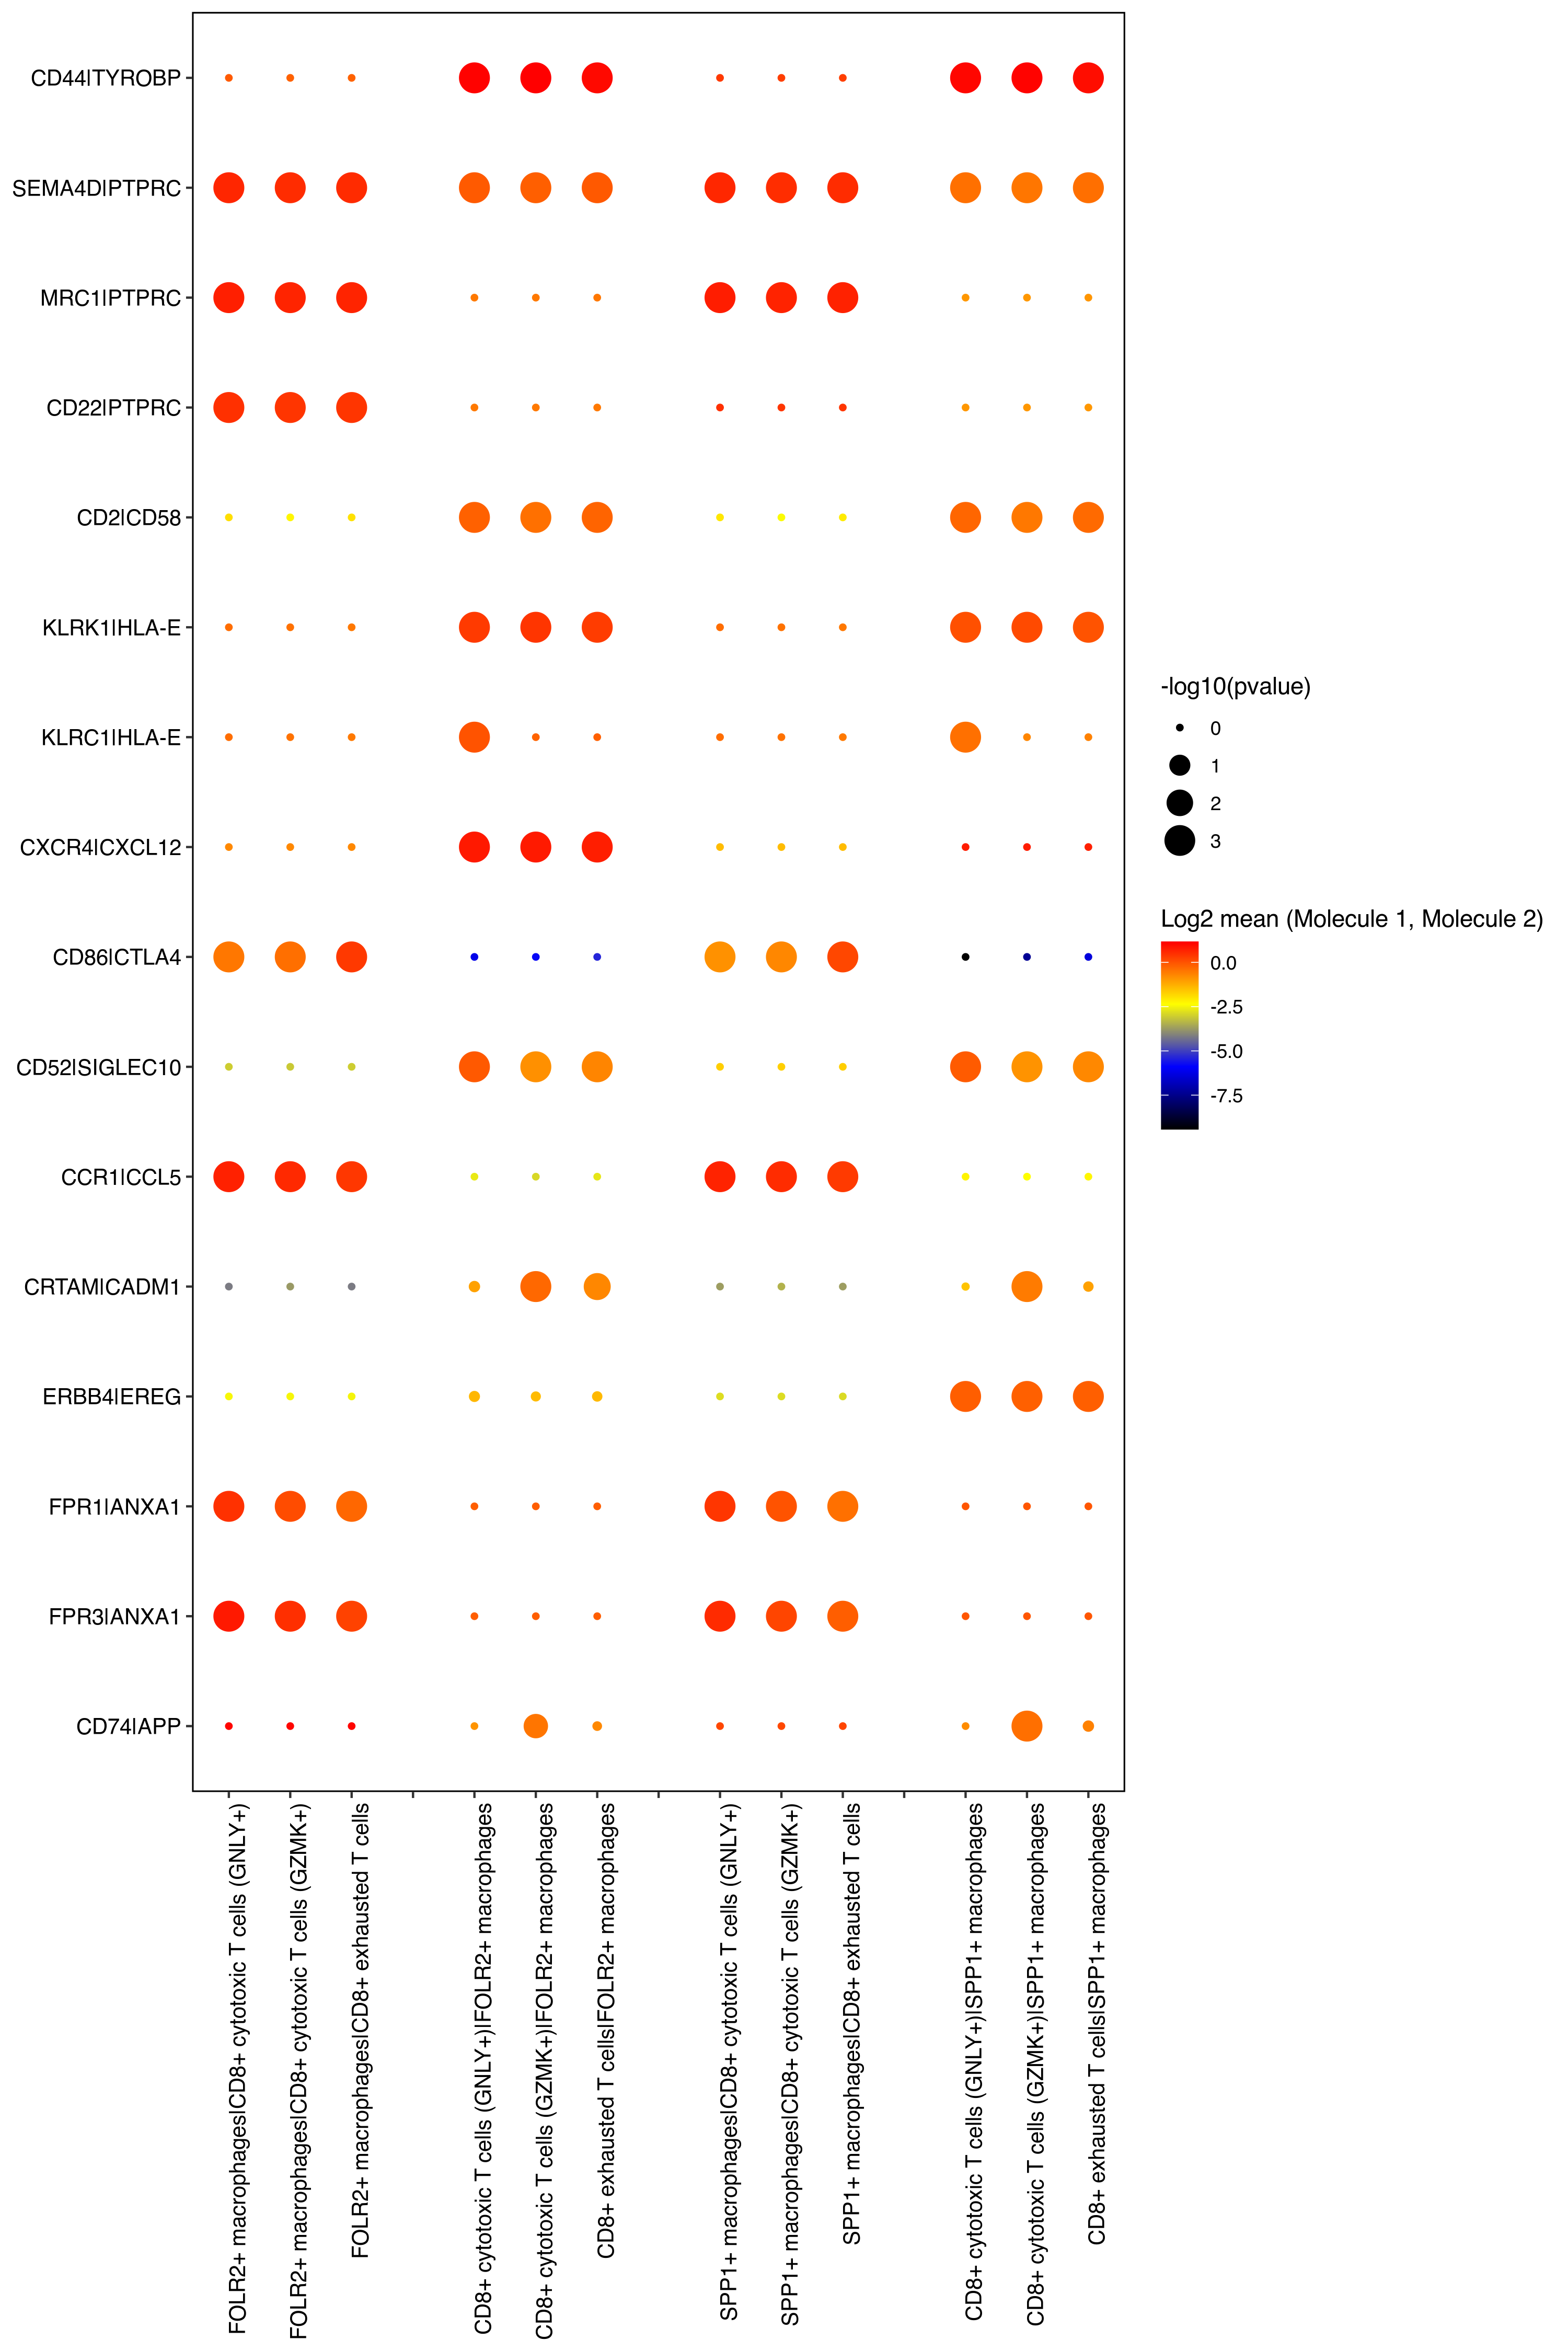 CD44|TYROBP
SEMA4D|PTPRC
MRC1|PTPRC
CD22|PTPRC
CD2|CD58
KLRK1|HLA-E
KLRC1|HLA-E
CXCR4|CXCL12
CD86|CTLA4
CD52|SIGLEC10
CCR1|CCL5
CRTAM|CADM1
ERBB4|EREG
FPR1|ANXA1
FPR3|ANXA1
CD74|APP
FOLR2+ macrophages|CD8+ cytotoxic T cells (GNLY+)
FOLR2+ macrophages|CD8+ cytotoxic T cells (GZMK+)
FOLR2+ macrophages|CD8+ exhausted T cells
CD8+ cytotoxic T cells (GNLY+)|FOLR2+ macrophages
CD8+ cytotoxic T cells (GZMK+)|FOLR2+ macrophages
CD8+ exhausted T cells|FOLR2+ macrophages
SPP1+ macrophages|CD8+ cytotoxic T cells (GNLY+)
SPP1+ macrophages|CD8+ cytotoxic T cells (GZMK+)
SPP1+ macrophages|CD8+ exhausted T cells
CD8+ cytotoxic T cells (GNLY+)|SPP1+ macrophages
CD8+ cytotoxic T cells (GZMK+)|SPP1+ macrophages
CD8+ exhausted T cells|SPP1+ macrophages
-log10(pvalue)
0
1
2
3
Log2 mean (Molecule 1, Molecule 2)
0.0
-2.5
-5.0
-7.5